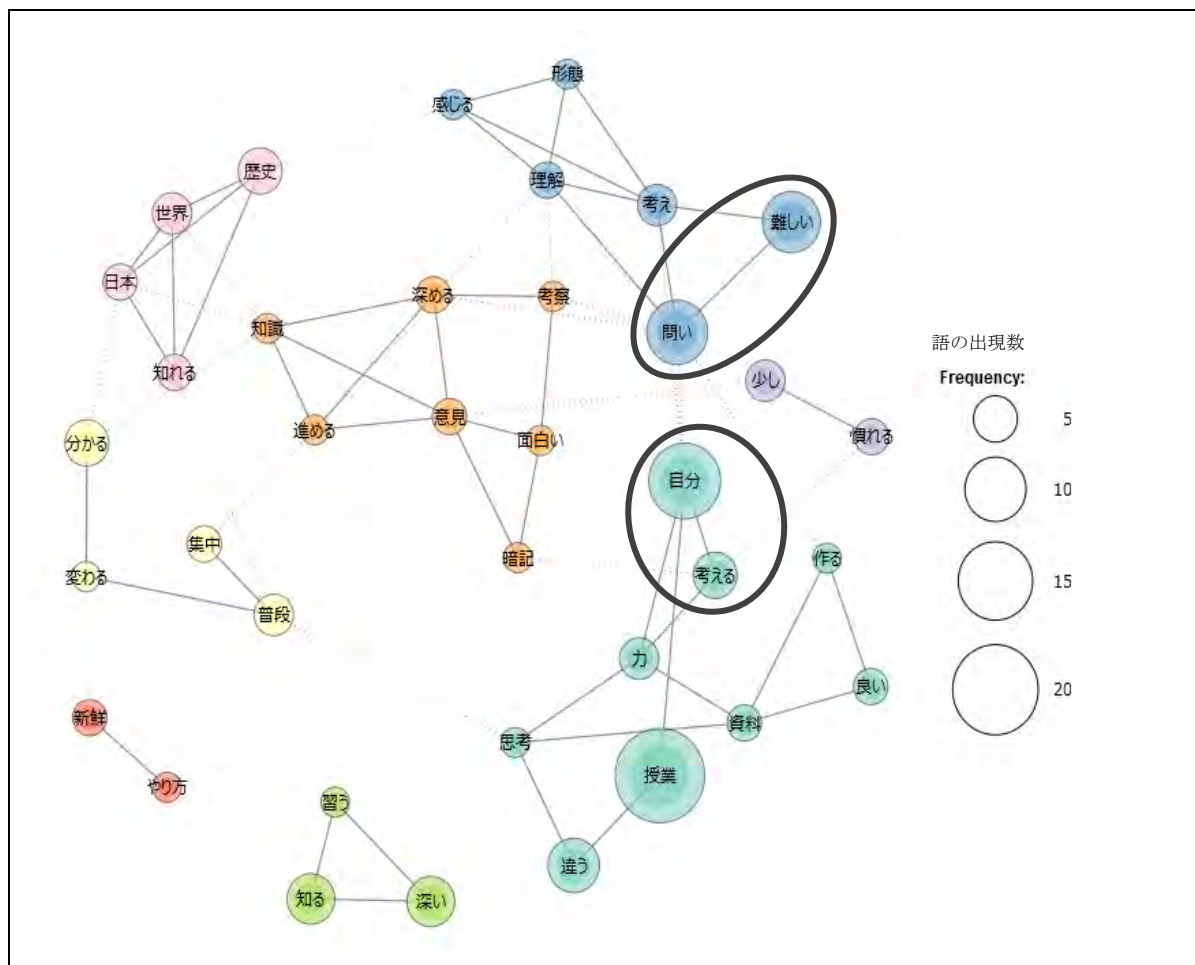 形態
感じる
歴史
理解
考え
世界
難しい
日本
深める
考察
知識
問い
語の出現数
知れる
少し
Frequency:
意見
5
進める
面白い
慣れる
分かる
自分
10
集中
暗記
考える
作る
変わる
15
普段
力
良い
20
新鮮
資料
思考
授業
やり方
習う
違う
知る
深い